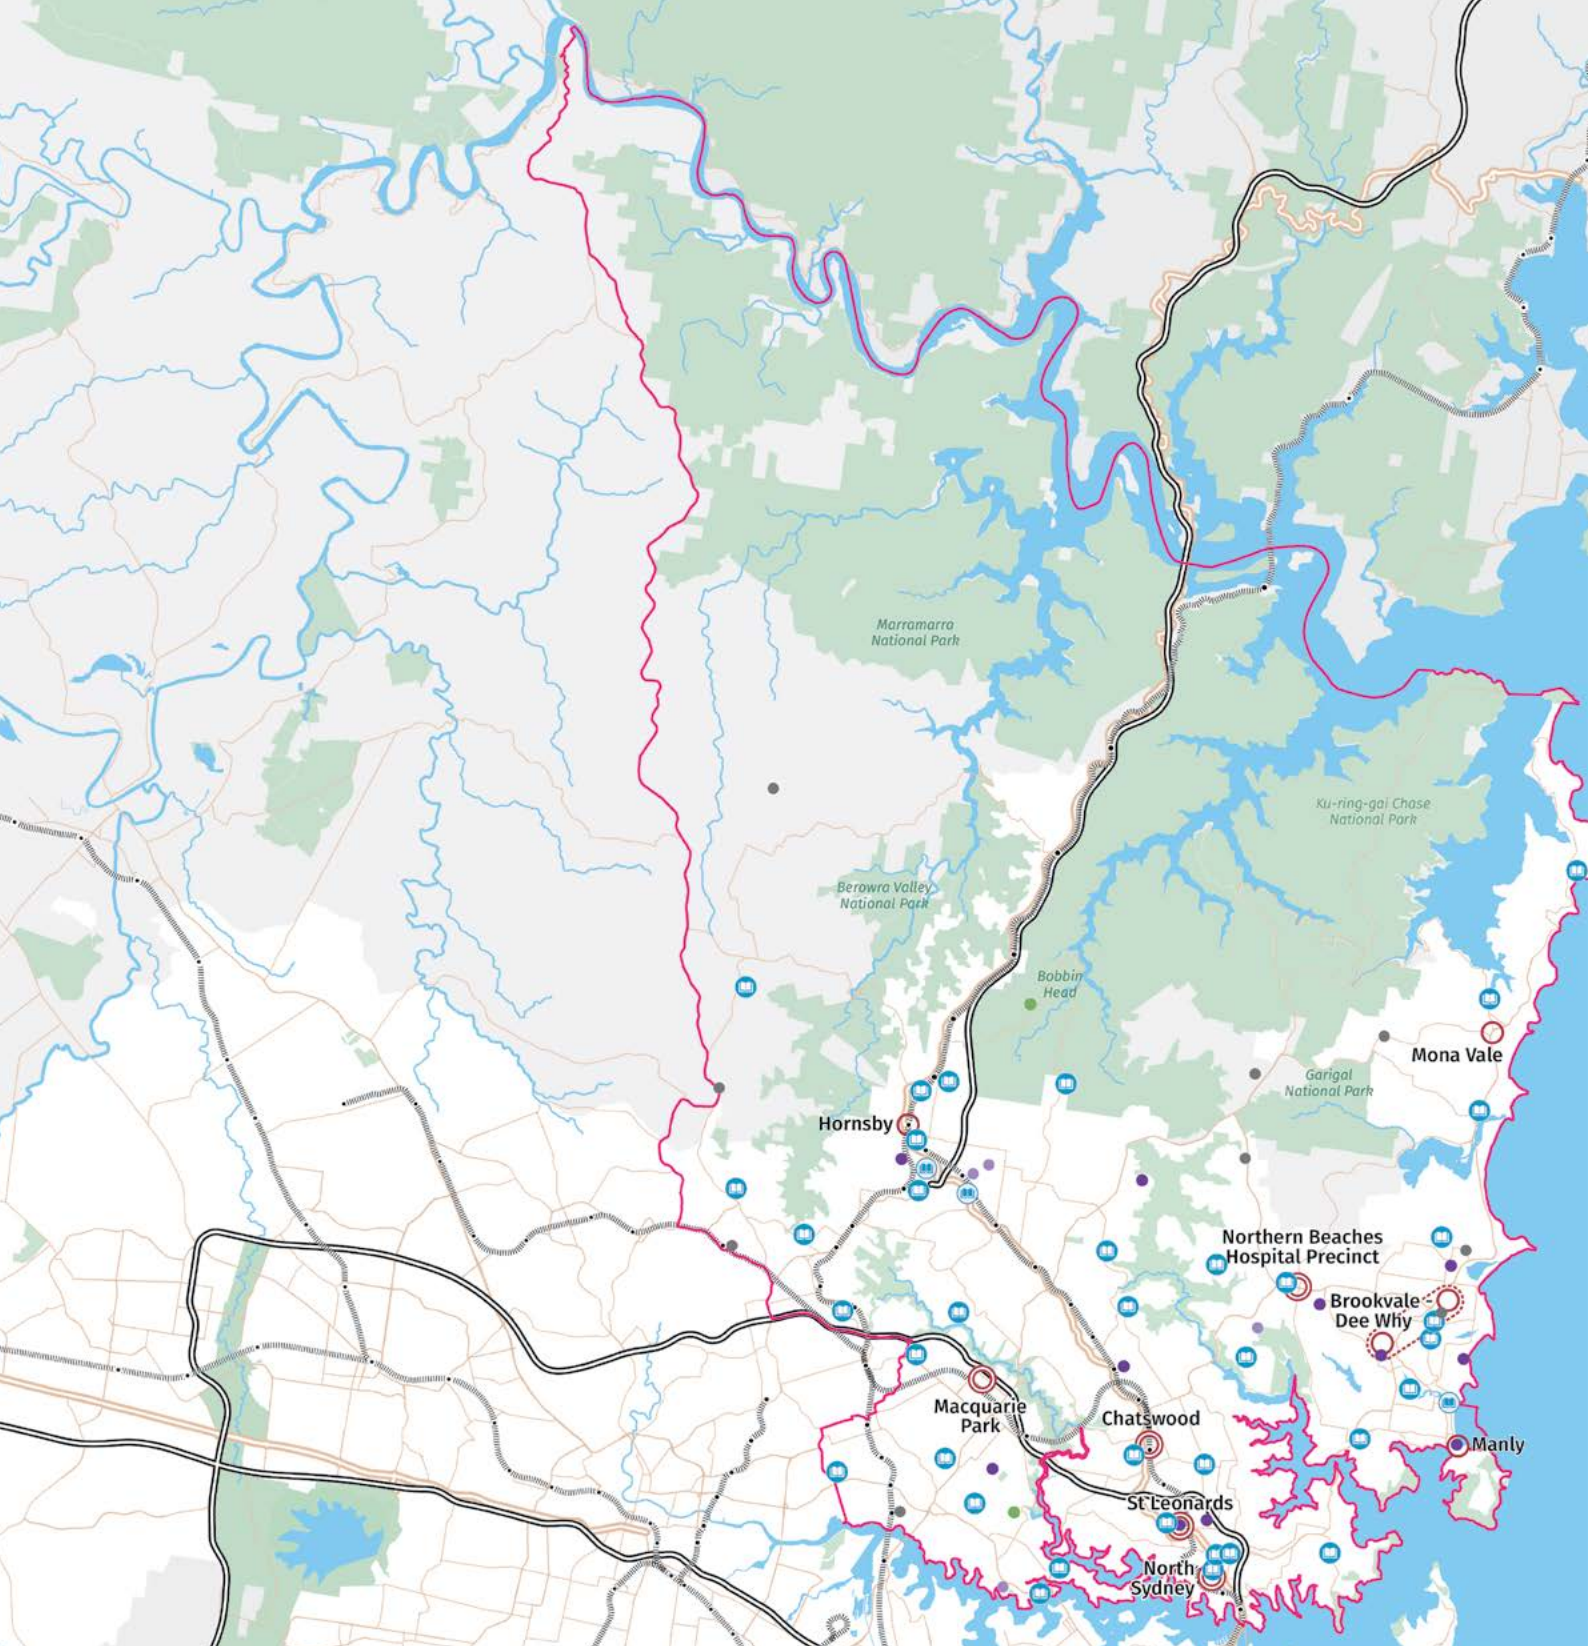 Marramarra
National Park
Ku-ring-gai Chase
National Park
Berowra Valley
National Park
Bobbin
Head
Mona Vale
Garigal
National Park
Hornsby
Northern Beaches
Hospital Precinct
Brookvale -
Dee Why
Macquarie
Park
Chatswood
Manly
St Leonards
North
Sydney